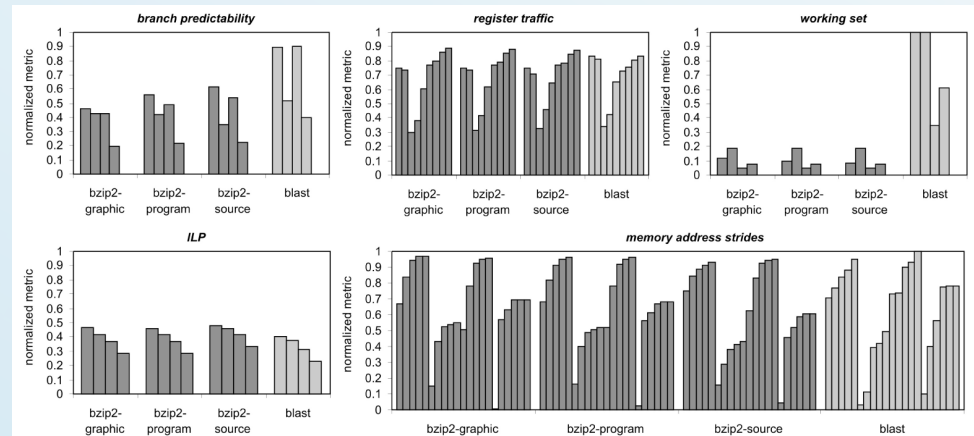 branch predictability
normalized metric
1
0.9
0.8
0.7
0.6
0.5
0.4
0.3
0.2
0.1
0
bzip2-
graphic
bzip2-
program
bzip2-
source
blast
register traffic
normalized metric
1
0.9
0.8
0.7
0.6
0.5
0.4
0.3
0.2
0.1
0
bzip2-
graphic
bzip2-
program
bzip2-
source
blast
working set
normalized metric
1
0.9
0.8
0.7
0.6
0.5
0.4
0.3
0.2
0.1
0
bzip2-
graphic
bzip2-
program
bzip2-
source
blast
ILP
normalized metric
1
0.9
0.8
0.7
0.6
0.5
0.4
0.3
0.2
0.1
0
bzip2-
graphic
bzip2-
program
bzip2-
source
blast
memory address strides
normalized metric
1
0.9
0.8
0.7
0.6
0.5
0.4
0.3
0.2
0.1
0
bzip2-graphic
bzip2-program
bzip2-source
blast